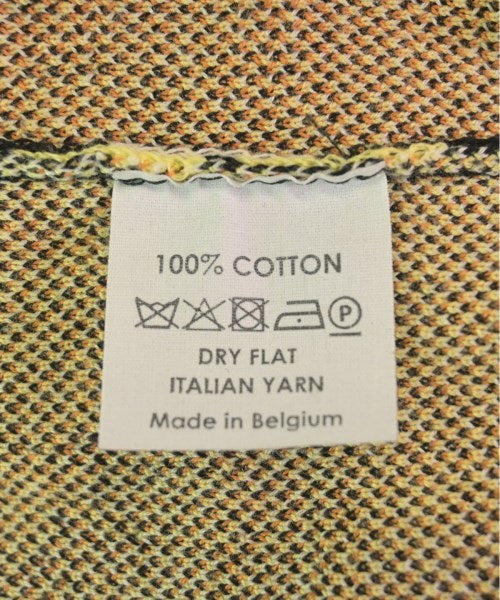 100% COTTON
P
DRY FLAT
ITALIAN YARN
Made in Belgium